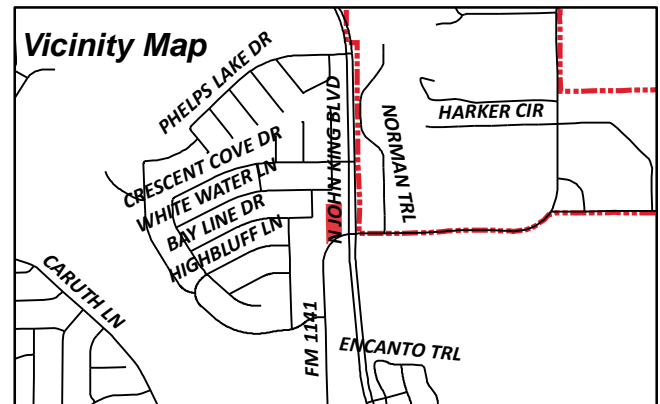 Vicinity Map
PHELPS LAKE DR
N JOHN KING BLVD
NORMAN TRL
HARKER CIR
CRESCENT COVE DR
WHITE WATER LN
BAY LINE DR
HIGHBLUFF LN
CARUTH LN
FM 1141
ENCANTO TRL